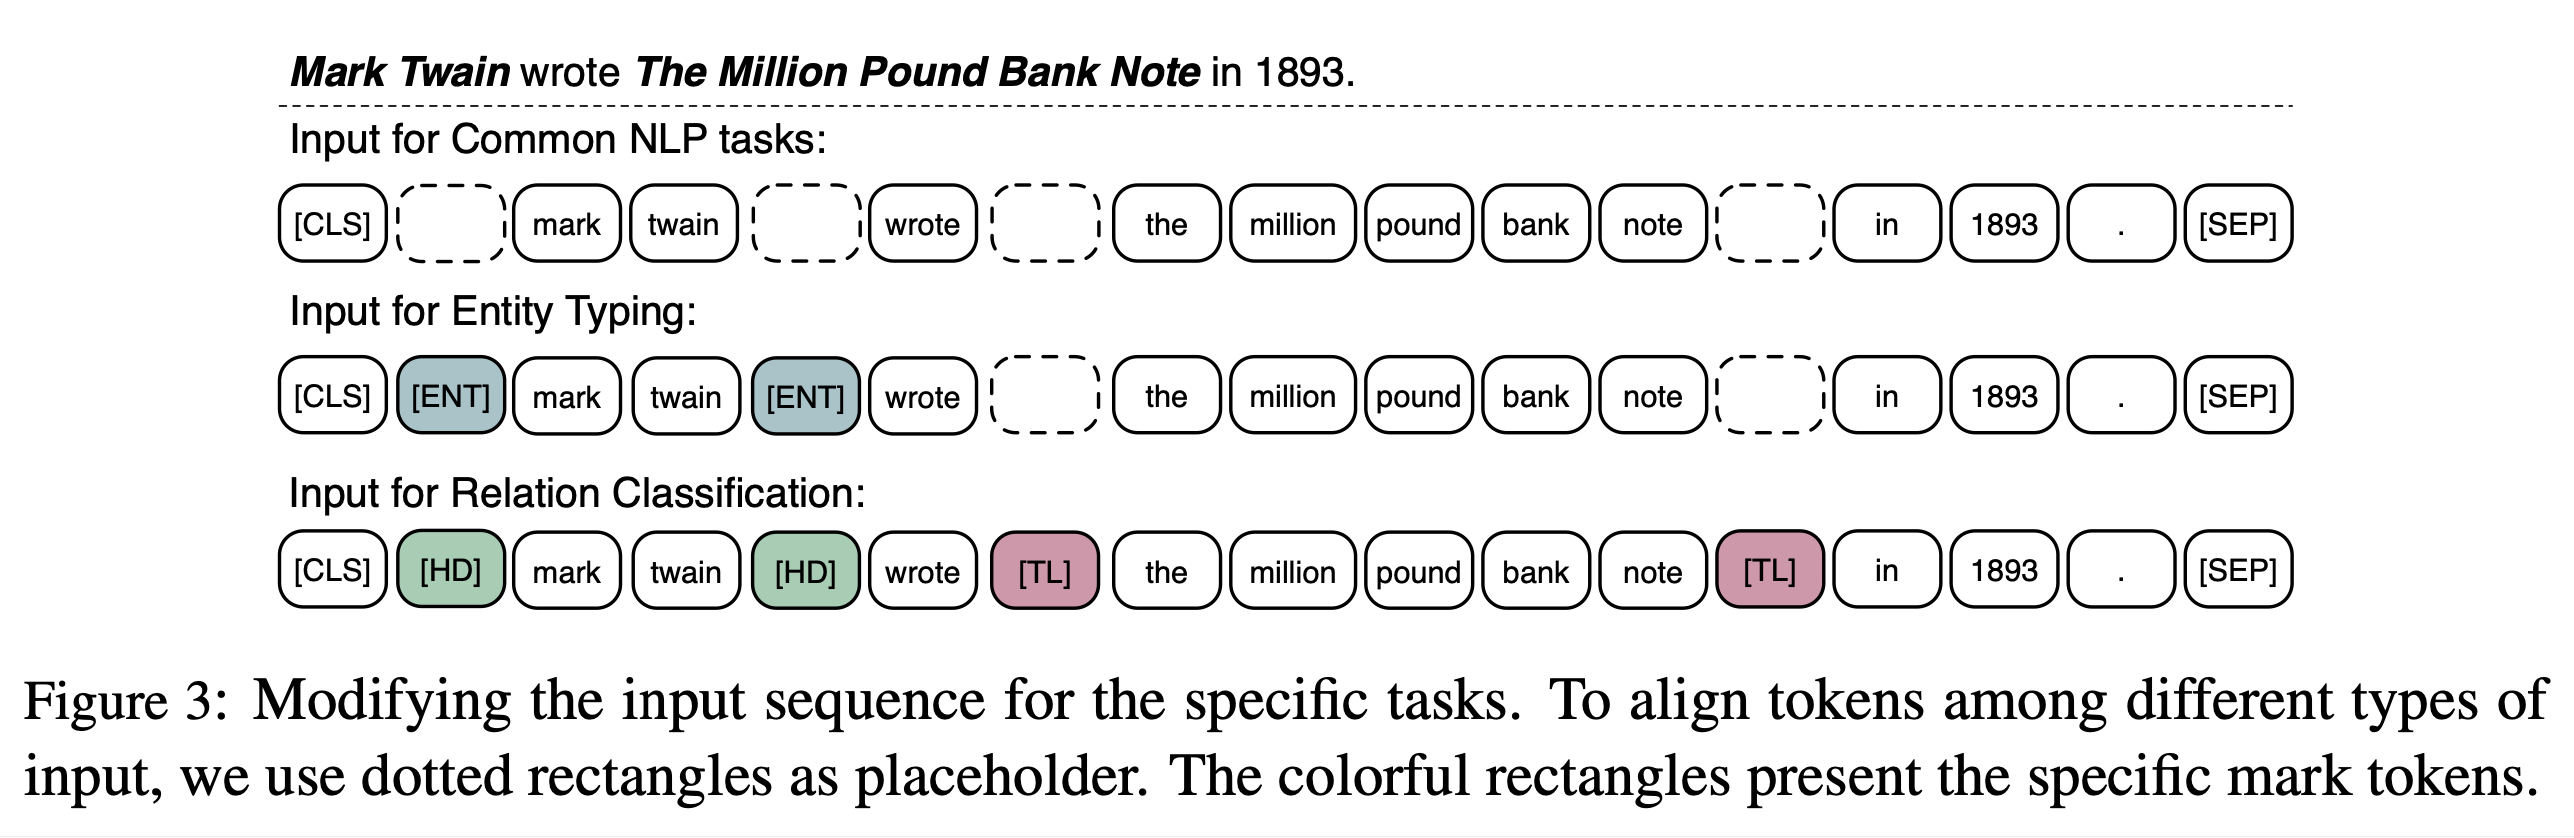 Mark Twain wrote The Million Pound Bank Note in 1893.
Input for Common NLP tasks:
[CLS] mark twain wrote the million pound bank note in 1893 . [SEP]
Input for Entity Typing:
[CLS] [ENT] mark twain [ENT] wrote the million pound bank note in 1893 . [SEP]
Input for Relation Classification:
[CLS] [HD] mark twain [HD] wrote [TL] the million pound bank note [TL] in 1893 . [SEP]
Figure 3: Modifying the input sequence for the specific tasks. To align tokens among different types of
input, we use dotted rectangles as placeholder. The colorful rectangles present the specific mark tokens.